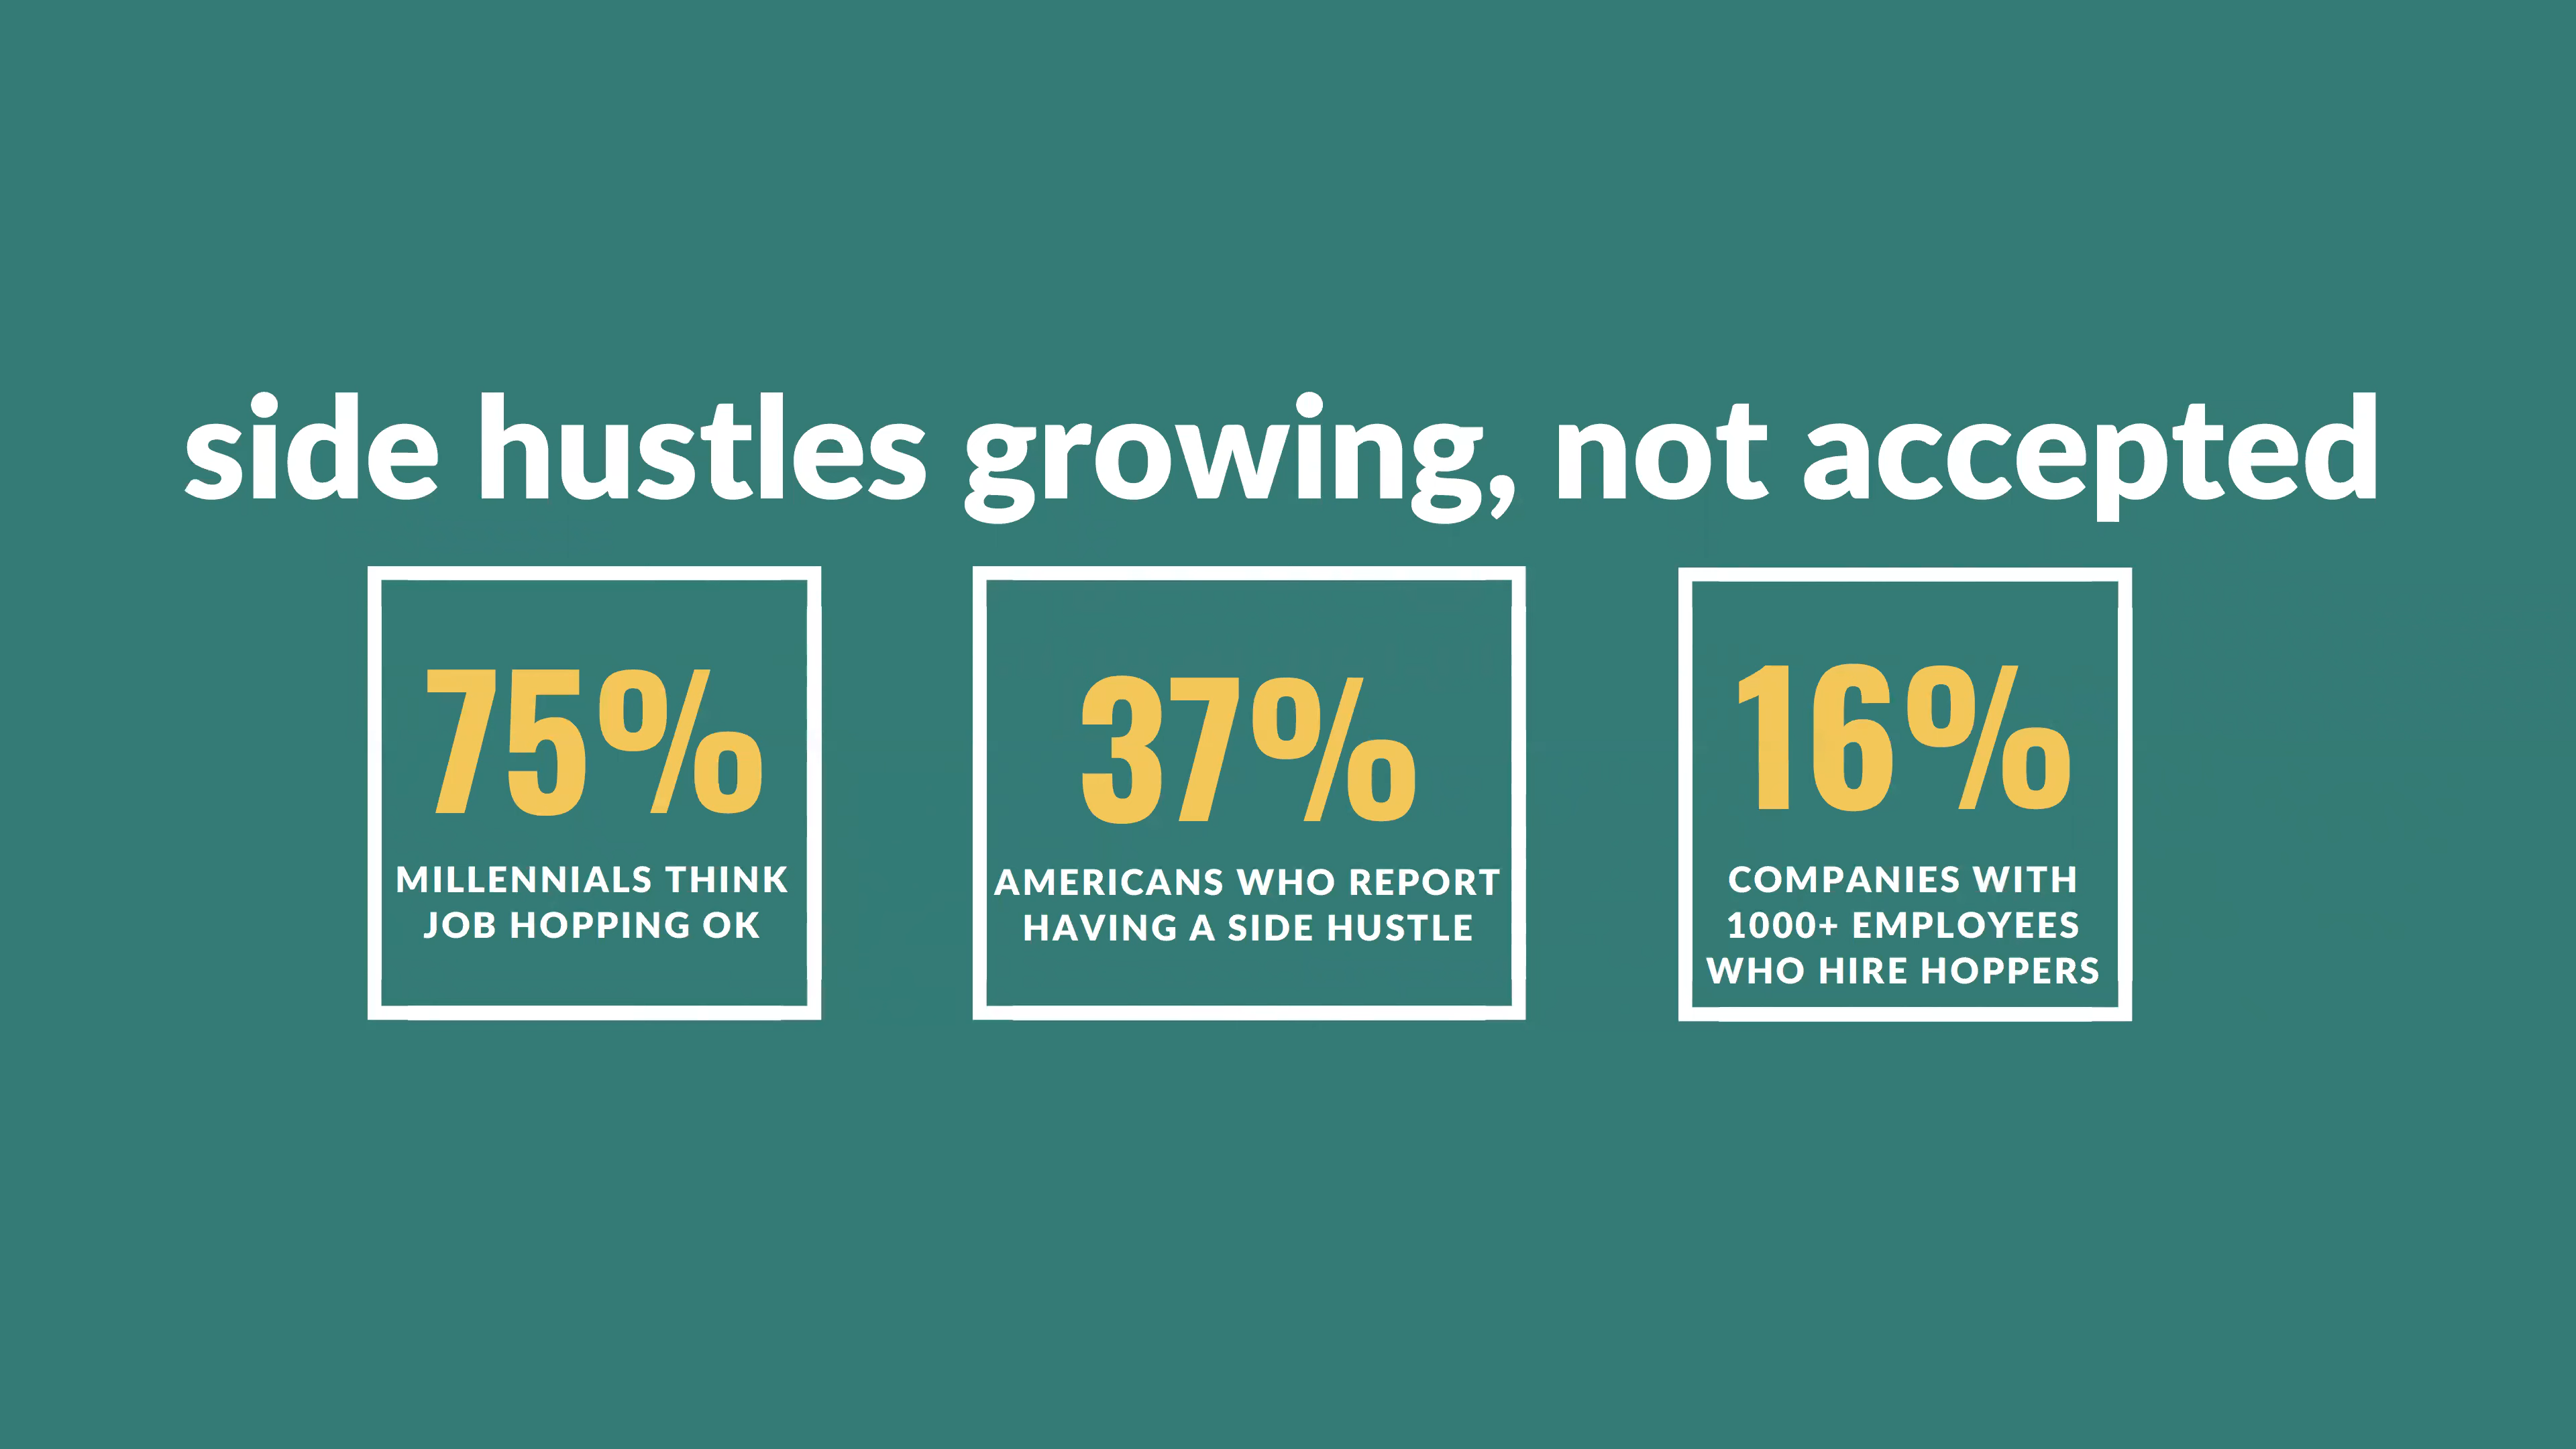 side hustles growing, not accepted
75%
MILLENNIALS THINK
JOB HOPPING OK
37%
AMERICANS WHO REPORT
HAVING A SIDE HUSTLE
16%
COMPANIES WITH
1000+ EMPLOYEES
WHO HIRE HOPPERS